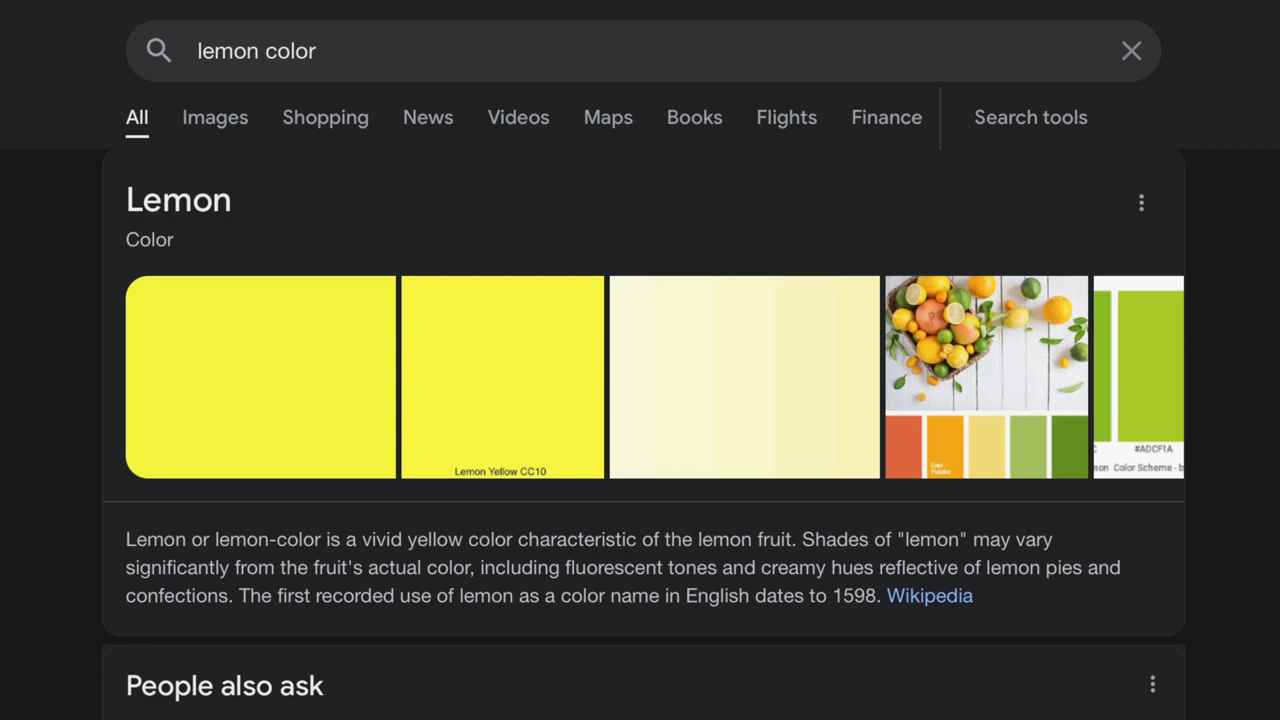 lemon color
All Images Shopping News Videos Maps Books Flights Finance Search tools
Lemon
Color
Lemon Yellow CC10
#ADCF1A
Color Scheme - b
Lemon or lemon-color is a vivid yellow color characteristic of the lemon fruit. Shades of "lemon" may vary
significantly from the fruit's actual color, including fluorescent tones and creamy hues reflective of lemon pies and
confections. The first recorded use of lemon as a color name in English dates to 1598. Wikipedia
People also ask